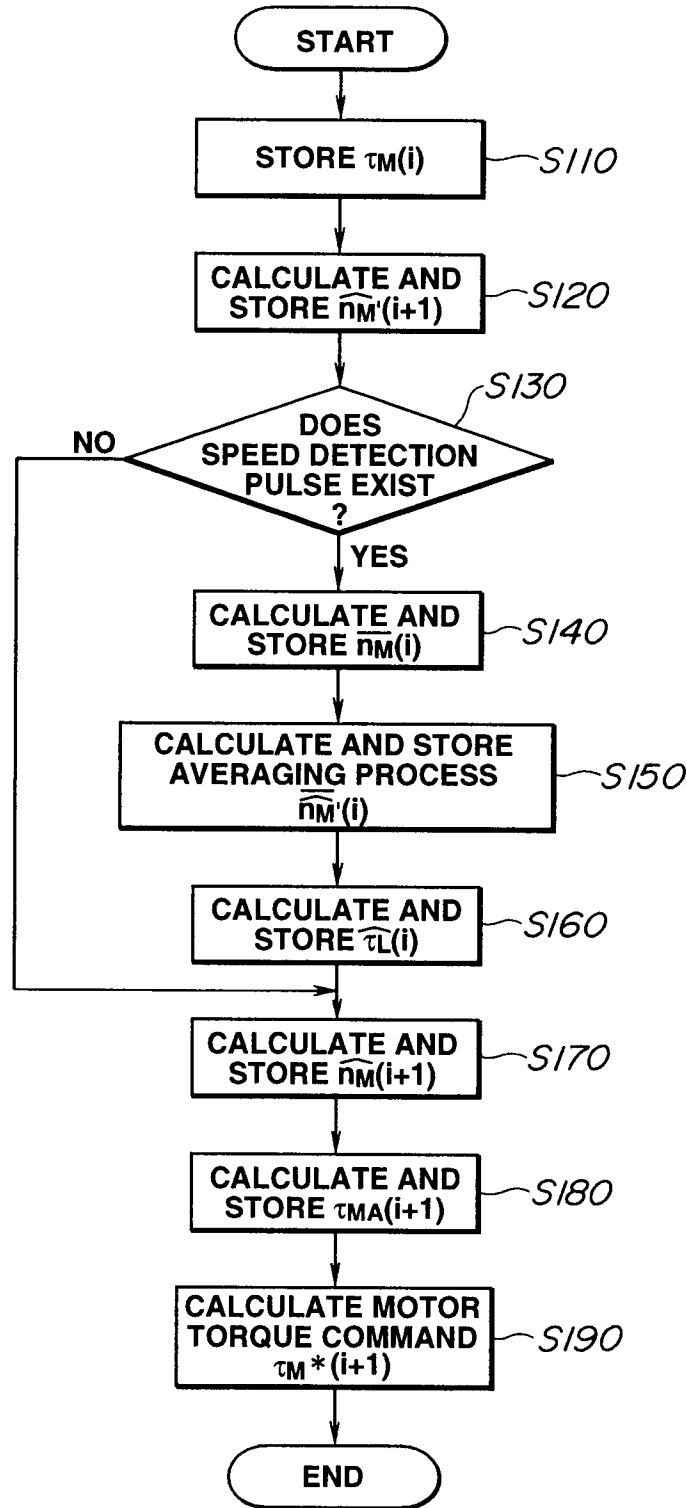 START
STORE τM(i)
S110
CALCULATE AND
STORE n̂M'(i+1)
S120
S130
DOES
SPEED DETECTION
PULSE EXIST
?
NO
YES
CALCULATE AND
STORE n̅M(i)
S140
CALCULATE AND STORE
AVERAGING PROCESS
n̂̅M'(i)
S150
CALCULATE AND
STORE τ̂L(i)
S160
CALCULATE AND
STORE n̂M(i+1)
S170
CALCULATE AND
STORE τMA(i+1)
S180
CALCULATE MOTOR
TORQUE COMMAND
τM*(i+1)
S190
END